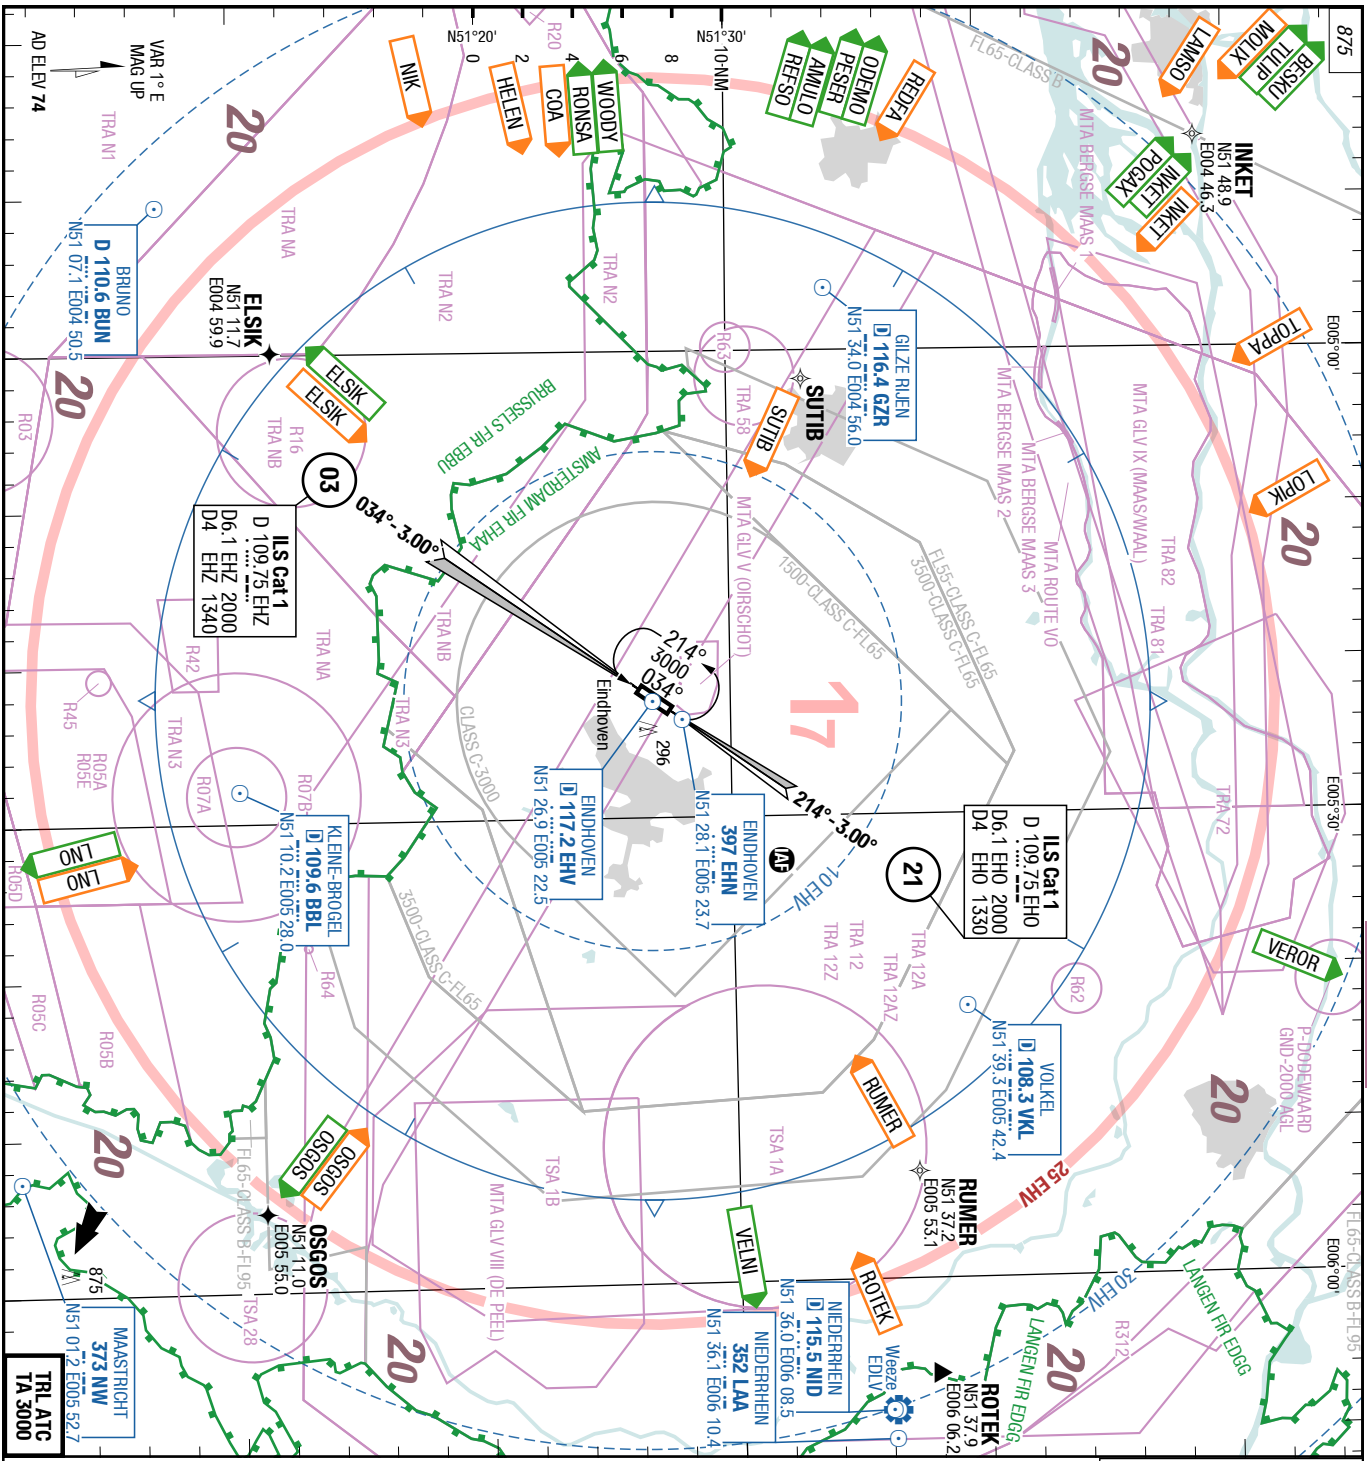 875
BESKU
TULIP
MOLIX
LAMSO
FL65-CLASS B
20
INKET
N51 48.9
E004 46.3
INKET
POGAX
INKET
MTA BERGSE MAAS 1
REDFA
ODEMO
PESER
AMULO
REFSO
N51°30'
10-NM
8
6
4
2
0
N51°20'
R20
WOODY
RONSA
COA
HELEN
NIK
20
VAR 1° E
MAG UP
AD ELEV 74
TRA N1
BRUNO
D 110.6 BUN
N51 07.1 E004 50.5
TRA NA
TRA N2
TRA N2
ELSIK
N51 11.7
E004 59.9
ELSIK
ELSIK
20
R03
R16
TRA NB
BRUSSELS FIR EBBU
AMSTERDAM FIR EHAA
GILZE RIJEN
D 116.4 GZR
N51 34.0 E004 56.0
R63
TRA 58
SUTIB
SUTIB
MTA GLV V (OIRSCHOT)
E005°00'
TOPPA
LOPIK
20
MTA GLV IX (MAAS/WAAL)
MTA BERGSE MAAS 2
MTA BERGSE MAAS 3
MTA ROUTE VO
TRA 82
TRA 81
TRA 72
FL55-CLASS C-FL65
3500-CLASS C-FL65
1500-CLASS C-FL65
03
034°-3.00°
ILS Cat 1
D 109.75 EHZ
D6.1 EHZ 2000
D4 EHZ 1340
214°
3000
034°
Eindhoven
296
17
TRA NB
TRA NA
TRA N3
TRA N3
R42
R45
R05A
R05E
R07A
R07B
CLASS C-3000
3500-CLASS C-FL65
EINDHOVEN
D 117.2 EHV
N51 26.9 E005 22.5
EINDHOVEN
397 EHN
N51 28.1 E005 23.7
IAF
214°-3.00°
10 EHV
21
ILS Cat 1
D 109.75 EHO
D6.1 EHO 2000
D4 EHO 1330
E005°30'
KLEINE-BROGEL
D 109.6 BBL
N51 10.2 E005 28.0
LNO
LNO
R05D
R05C
R05B
R64
TRA 12
TRA 12Z
TRA 12A
TRA 12AZ
R62
VEROR
VOLKEL
D 108.3 VKL
N51 39.3 E005 42.4
P-DODEWAARD
GND-2000 AGL
20
RUMER
RUMER
N51 37.2
E005 53.1
25 EHV
TSA 1A
TSA 1B
MTA GLV VIII (DE PEEL)
OSGOS
OSGOS
OSGOS
N51 11.0
E005 55.0
20
FL65-CLASS B-FL95
TSA 28
875
MAASTRICHT
373 NW
N51 01.2 E005 52.7
TRL ATC
TA 3000
20
VELNI
ROTEK
NIEDERRHEIN
D 115.5 NID
N51 36.0 E006 08.5
NIEDERRHEIN
352 LAA
N51 36.1 E006 10.4
Weeze
EDLV
ROTEK
N51 37.9
E006 06.2
LANGEN FIR EDGG
LANGEN FIR EDGG
30 EHV
R312
20
E006°00'
FL65-CLASS B-FL95